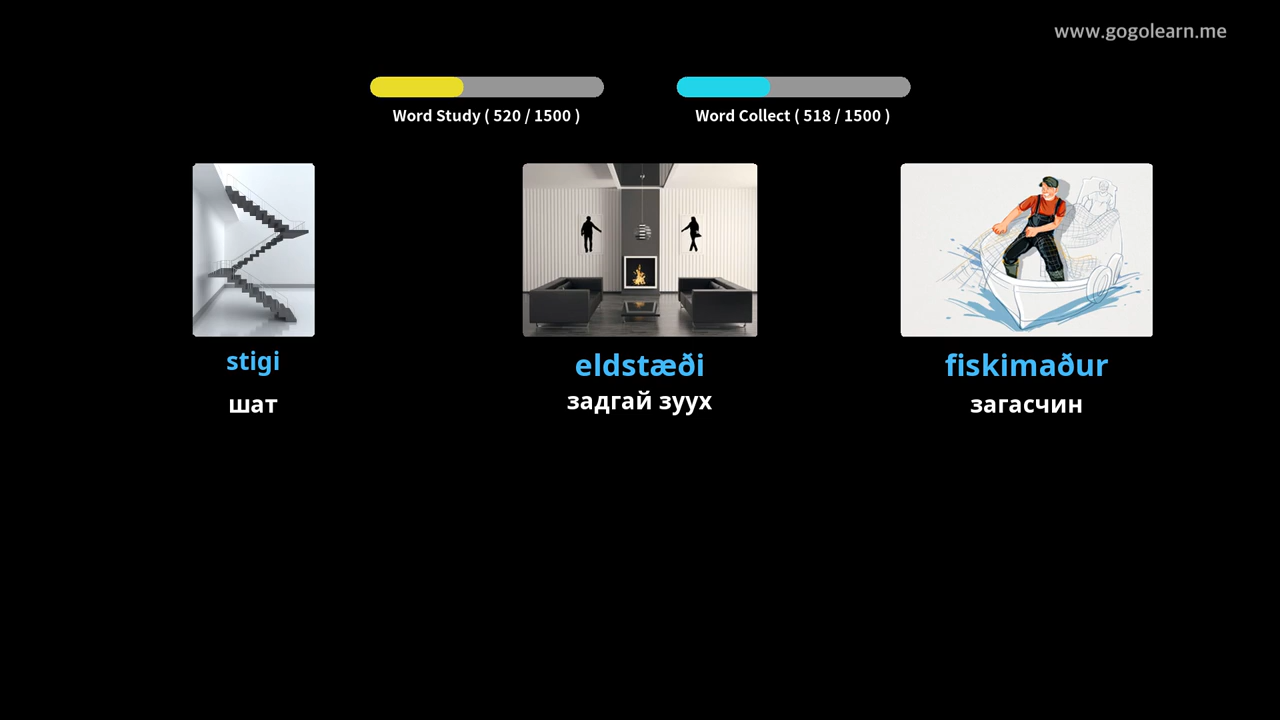 www.gogolearn.me
Word Study ( 520 / 1500 )
Word Collect ( 518 / 1500 )
stigi
шат
eldstæði
задгай зуух
fiskimaður
загасчин